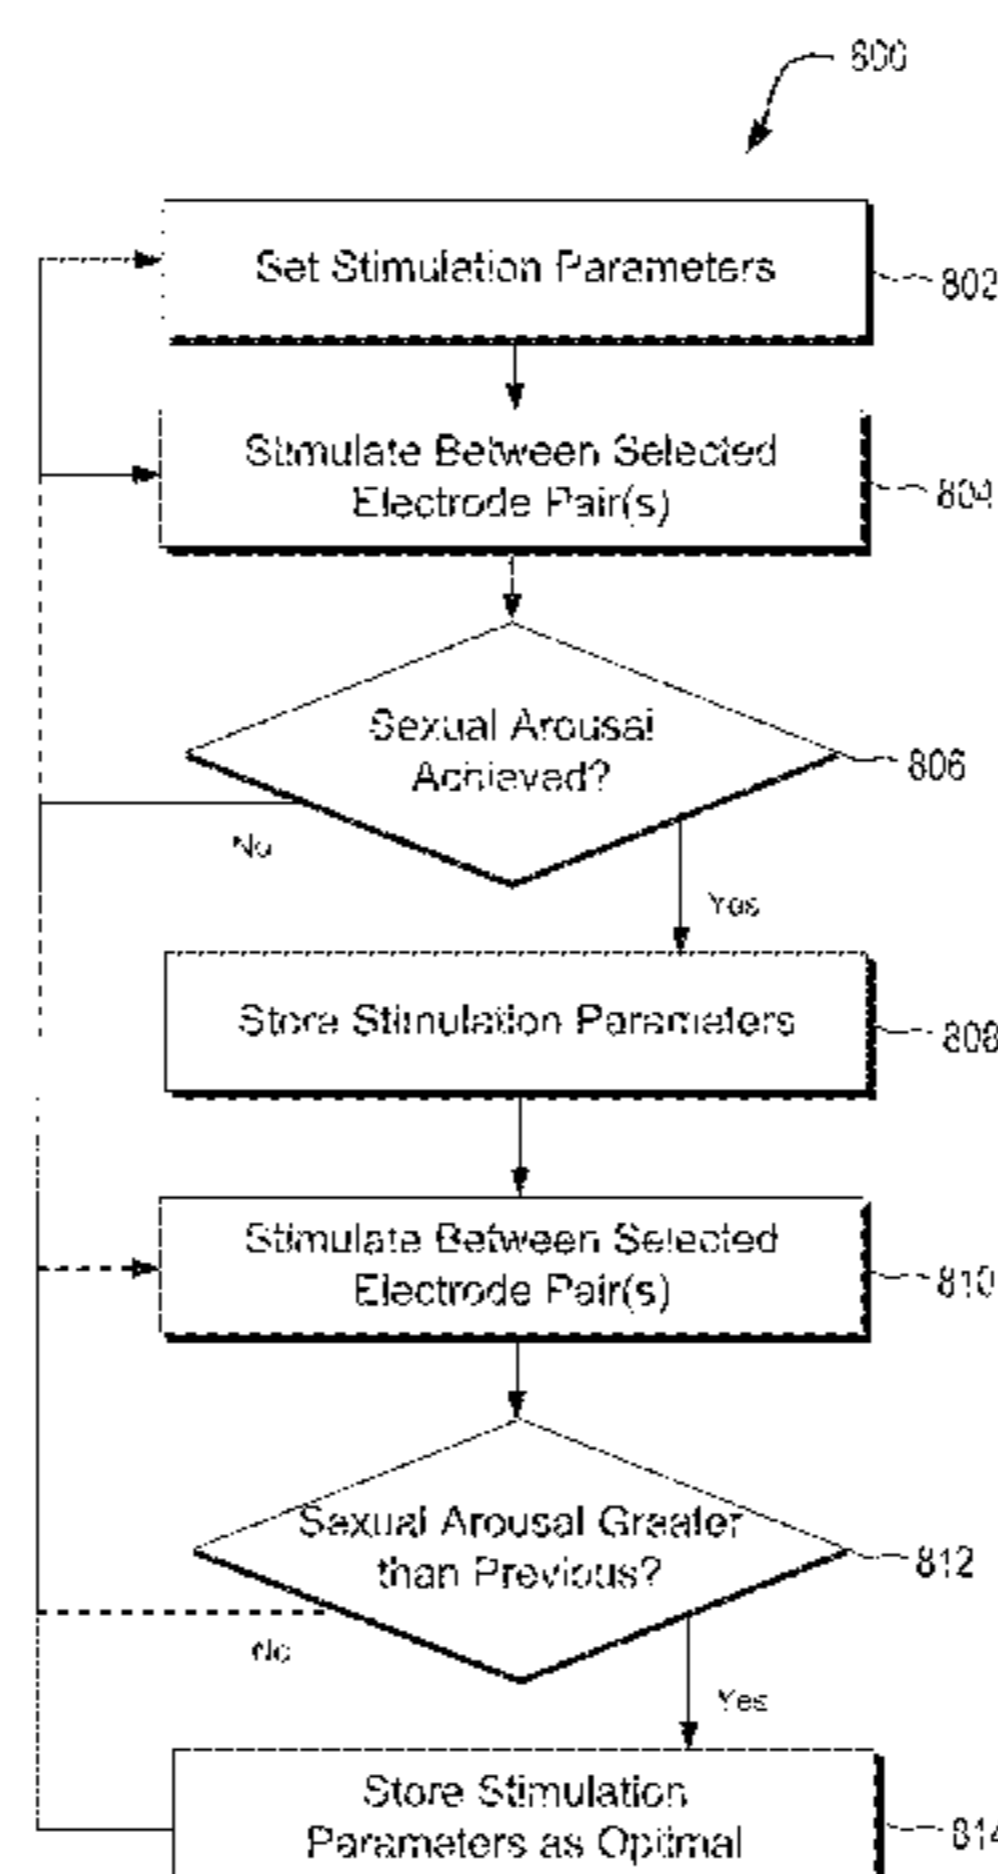 800
Set Stimulation Parameters
802
Stimulate Between Selected
Electrode Pair(s)
804
Sexual Arousal
Achieved?
806
No
Yes
Store Stimulation Parameters
808
Stimulate Between Selected
Electrode Pair(s)
810
Sexual Arousal Greater
than Previous?
812
No
Yes
Store Stimulation
Parameters as Optimal
814